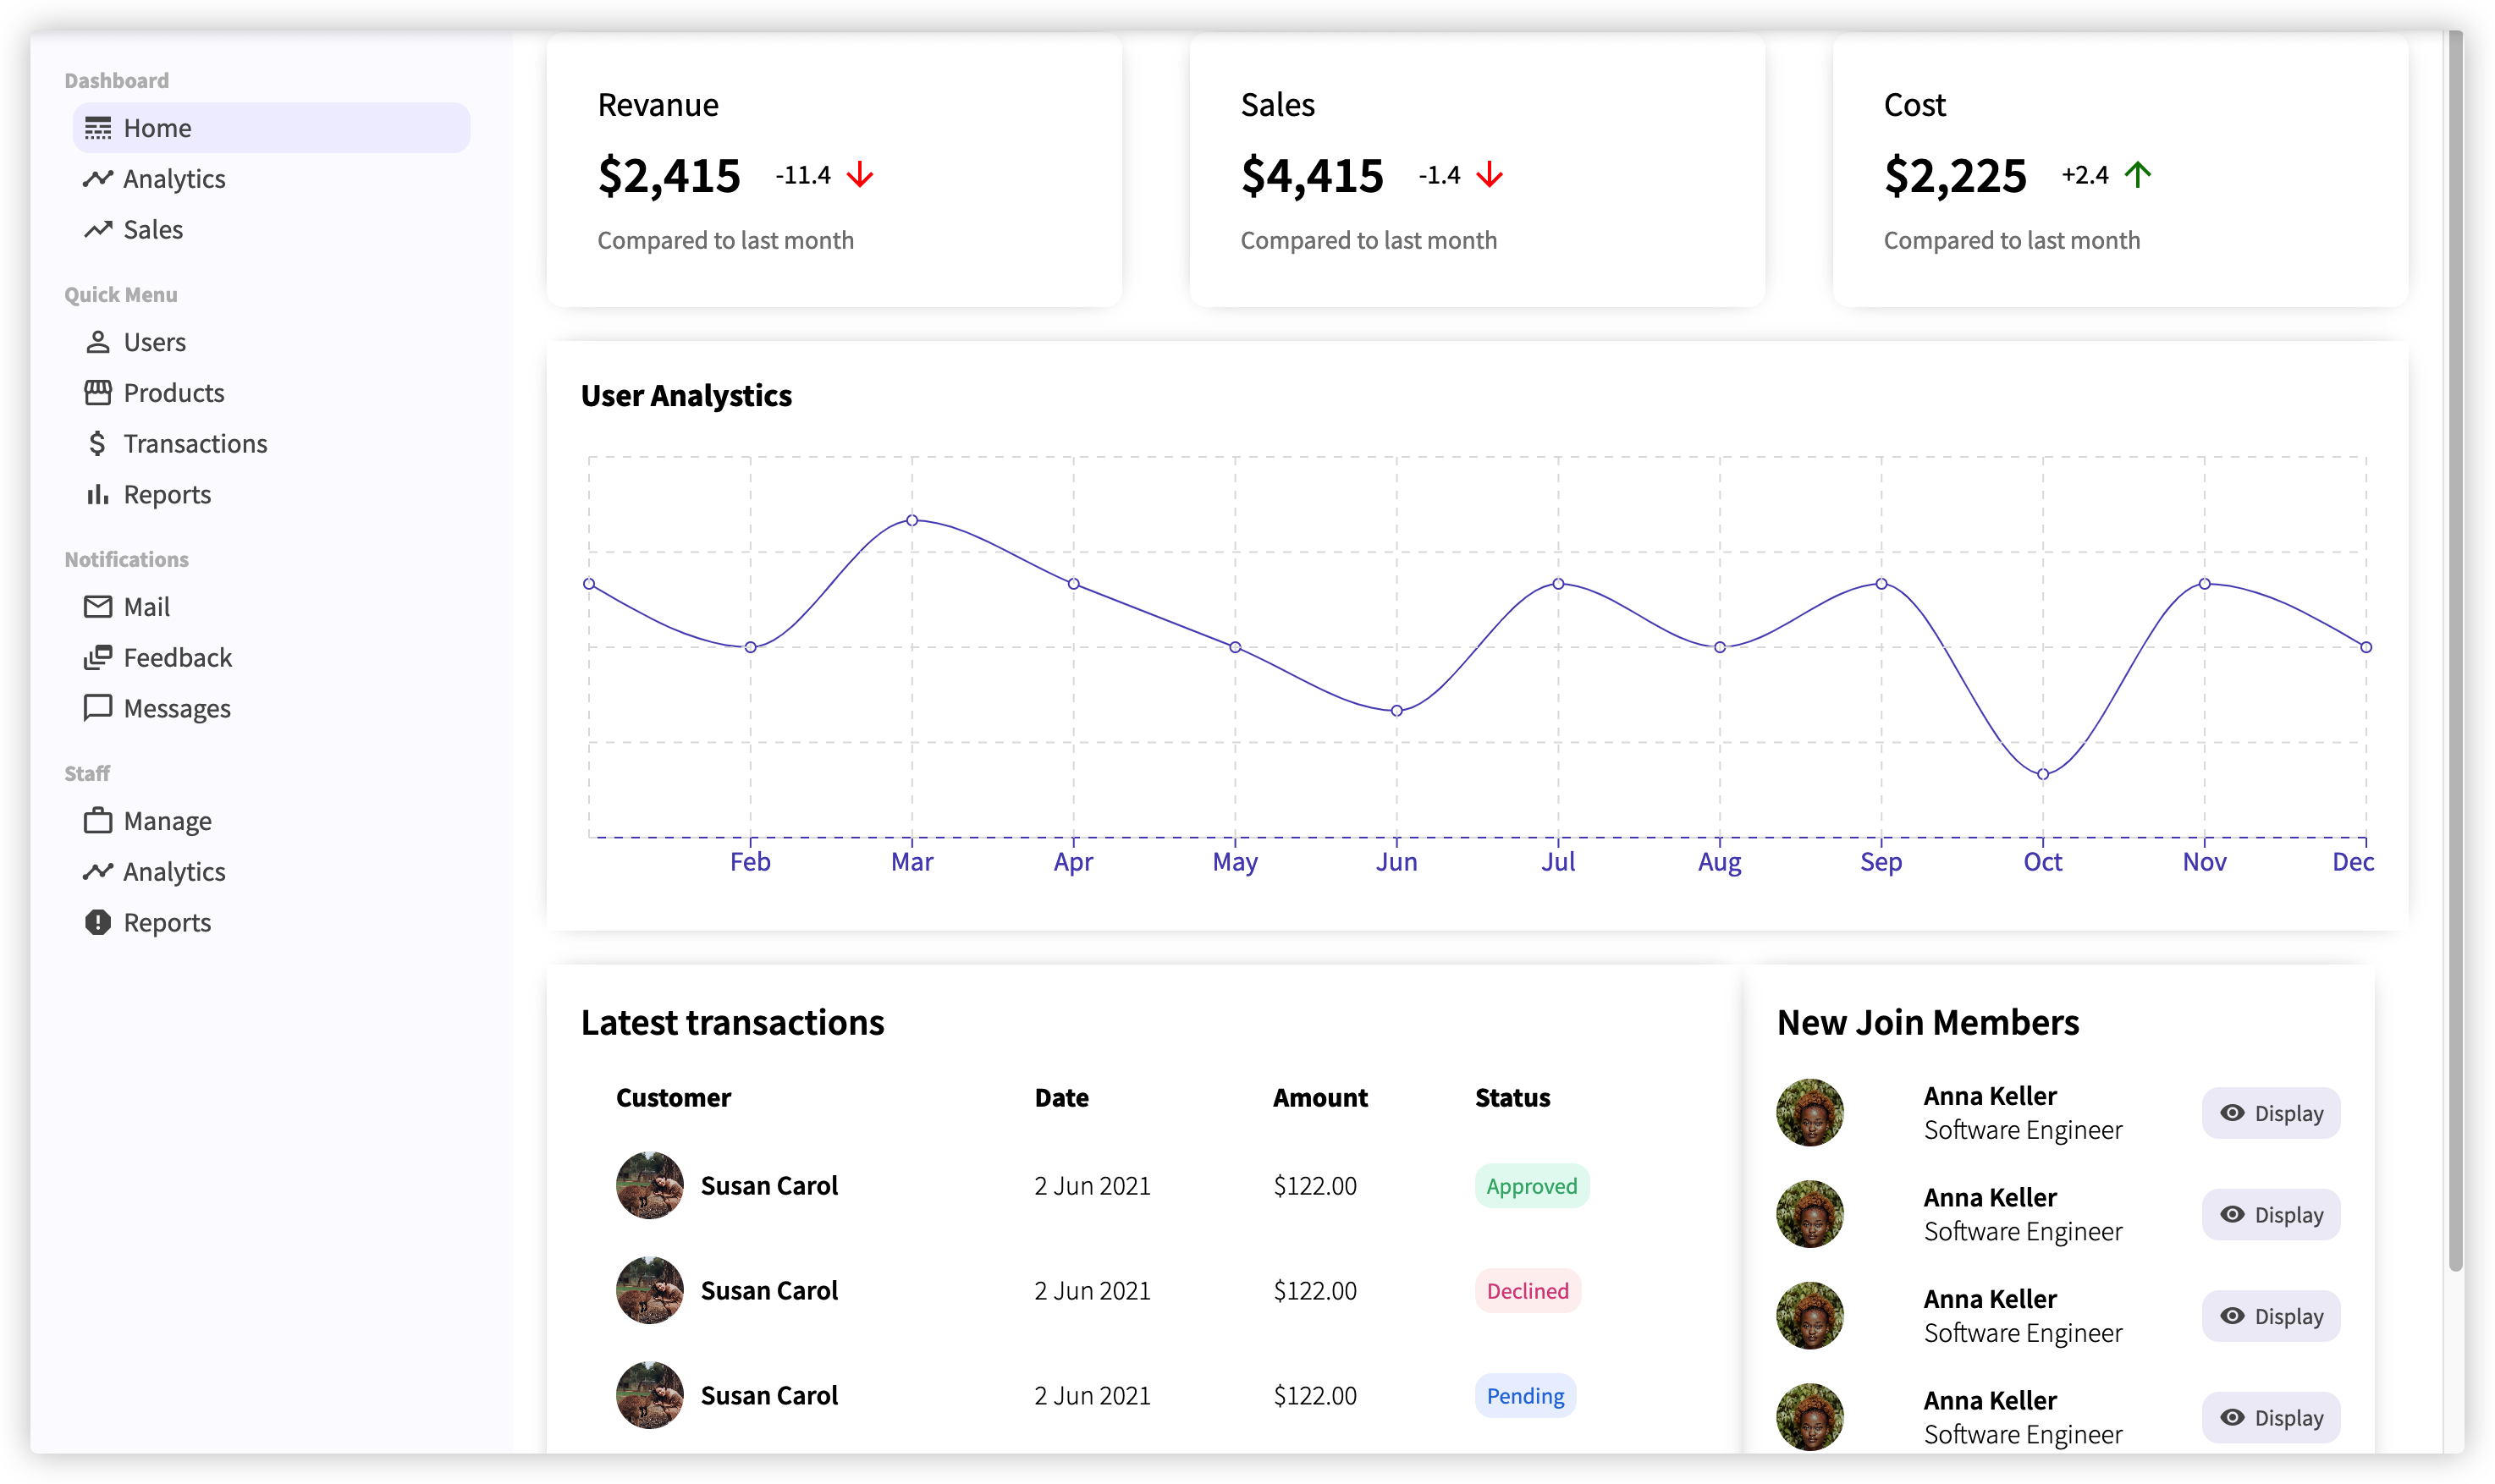 Dashboard
Home
Analytics
Sales
Quick Menu
Users
Products
Transactions
Reports
Notifications
Mail
Feedback
Messages
Staff
Manage
Analytics
Reports
Revanue
$2,415 -11.4
Compared to last month
Sales
$4,415 -1.4
Compared to last month
Cost
$2,225 +2.4
Compared to last month
User Analystics
Feb Mar Apr May Jun Jul Aug Sep Oct Nov Dec
Latest transactions
Customer Date Amount Status
Susan Carol 2 Jun 2021 $122.00 Approved
Susan Carol 2 Jun 2021 $122.00 Declined
Susan Carol 2 Jun 2021 $122.00 Pending
New Join Members
Anna Keller
Software Engineer
Display
Anna Keller
Software Engineer
Display
Anna Keller
Software Engineer
Display
Anna Keller
Software Engineer
Display